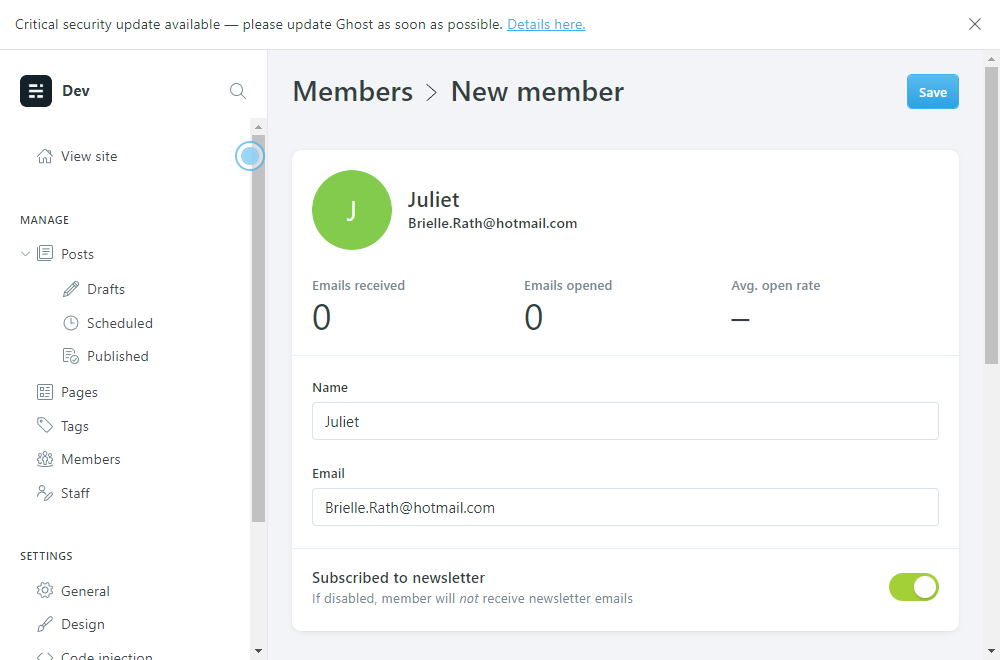 Critical security update available — please update Ghost as soon as possible. Details here.
Dev
View site
MANAGE
Posts
Drafts
Scheduled
Published
Pages
Tags
Members
Staff
SETTINGS
General
Design
Code injection
Members > New member
Save
J
Juliet
Brielle.Rath@hotmail.com
Emails received
0
Emails opened
0
Avg. open rate
–
Name
Juliet
Email
Brielle.Rath@hotmail.com
Subscribed to newsletter
If disabled, member will not receive newsletter emails